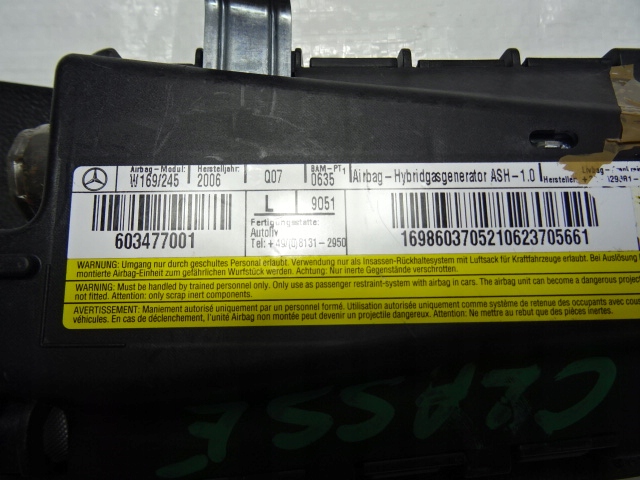 Airbag-Modul: Herstelljahr: BAM-PT1
W169/245 2006 Q07 0635 Airbag-Hybridgasgenerator ASH-1.0 Hersteller:
L 9051
Fertigungsstätte:
Autoliv
Tel: +49/(0)8131-2950
603477001
1698603705210623705661
WARNUNG: Umgang nur durch geschultes Personal erlaubt. Verwendung nur als Insassen-Rückhaltesystem mit Luftsack für Kraftfahrzeuge erlaubt. Bei Auslösung
montierte Airbag-Einheit zum gefährlichen Wurfstück werden. Achtung: Nur inerte Gegenstände verschrotten.
WARNING: Must be handled by trained personnel only. Only use as passenger restraint-system with airbag in cars. The airbag unit can become a dangerous projec
not fitted. Attention: only scrap inert components.
AVERTISSEMENT: Maniement autorisé uniquement par un personnel formé. Utilisation autorisée uniquement comme système de retenue des occupants avec cous
véhicules. En cas de déclenchement, l'unité Airbag non montée peut devenir un projectile dangereux. Attention: ne mettre au rebut que des pièces inertes.
CLASSE